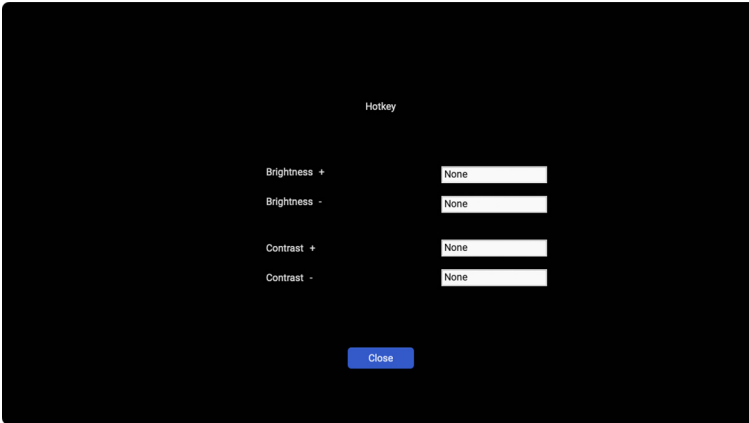 Hotkey
Brightness + None
Brightness - None
Contrast + None
Contrast - None
Close